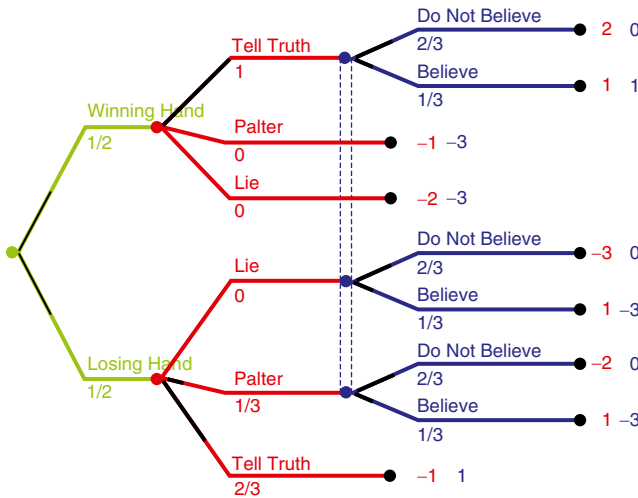 Do Not Believe
2/3
2 0
Tell Truth
1
Believe
1/3
1 1
Winning Hand
1/2
Palter
0
−1 −3
Lie
0
−2 −3
Do Not Believe
2/3
−3 0
Lie
0
Believe
1/3
1 −3
Losing Hand
1/2
Do Not Believe
2/3
−2 0
Palter
1/3
Believe
1/3
1 −3
Tell Truth
2/3
−1 1